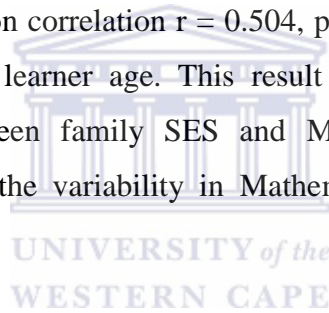 on correlation r = 0.504, p
learner age. This result
een family SES and M
the variability in Mathe
UNIVERSITY of the
WESTERN CAPE